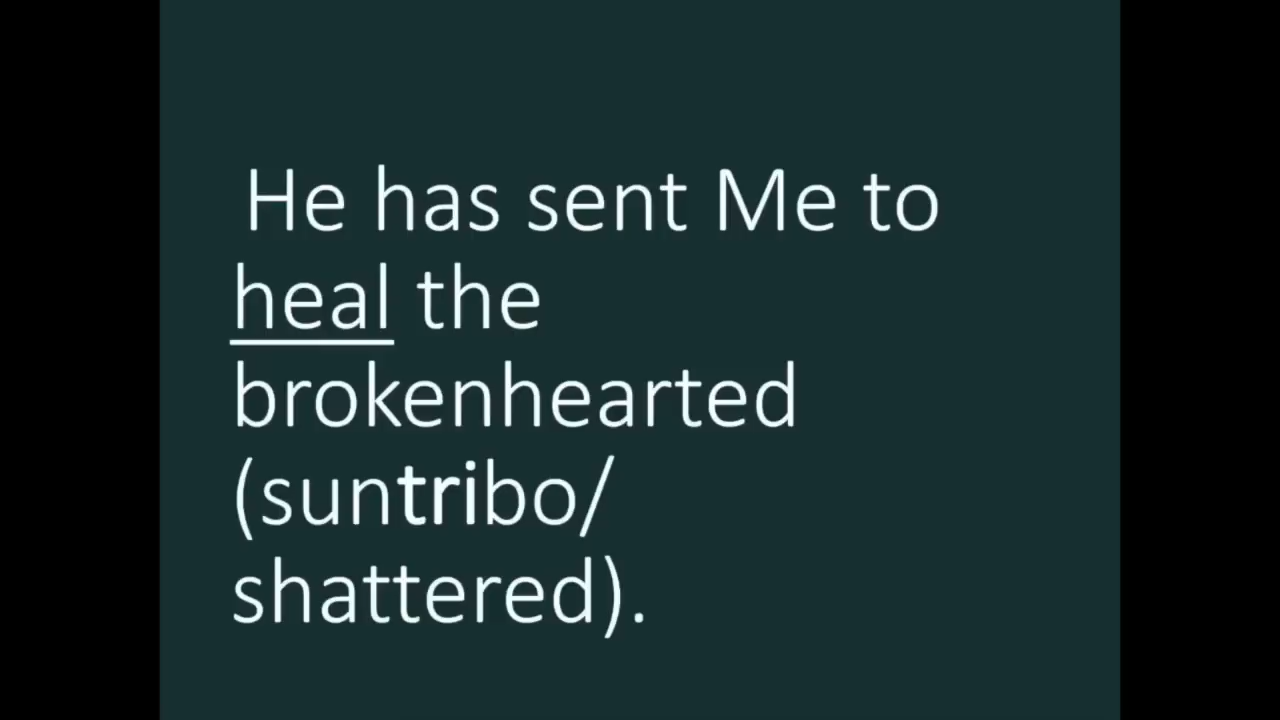 He has sent Me to
heal the
brokenhearted
(suntribo/
shattered).